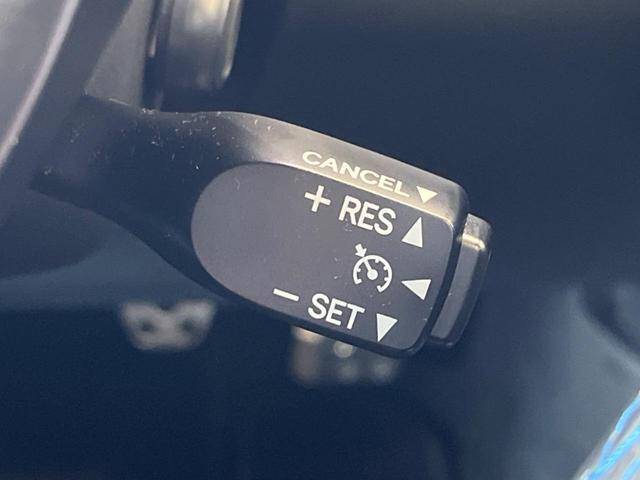 CANCEL ▼
+ RES ▲
◀
− SET ▼